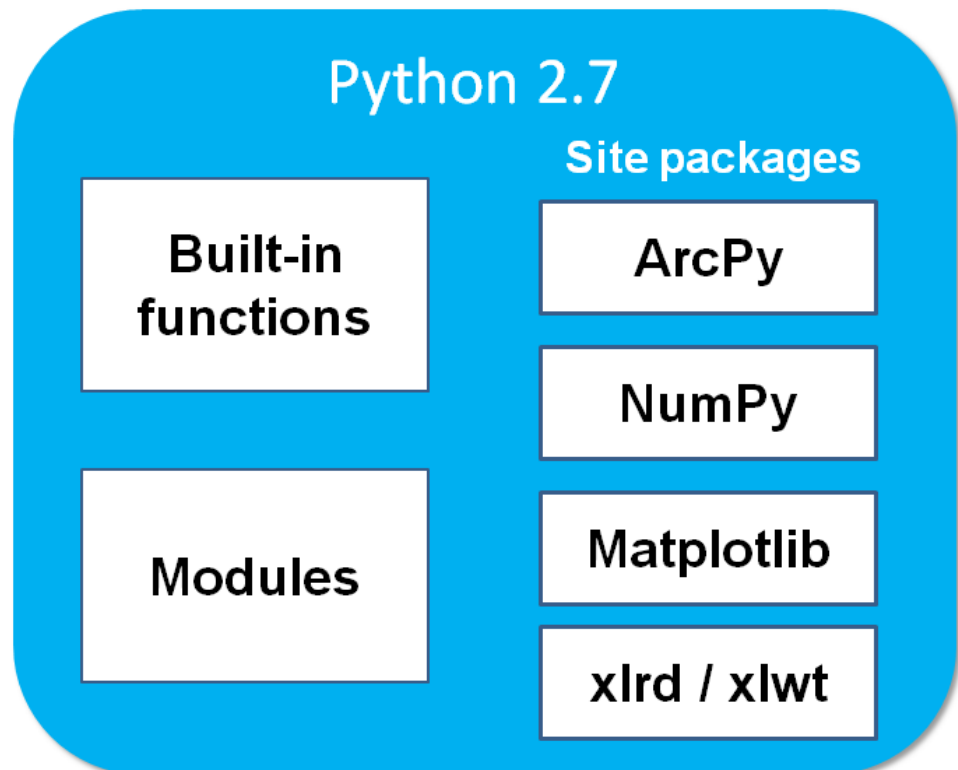 Python 2.7
Built-in
functions
Modules
Site packages
ArcPy
NumPy
Matplotlib
xlrd / xlwt